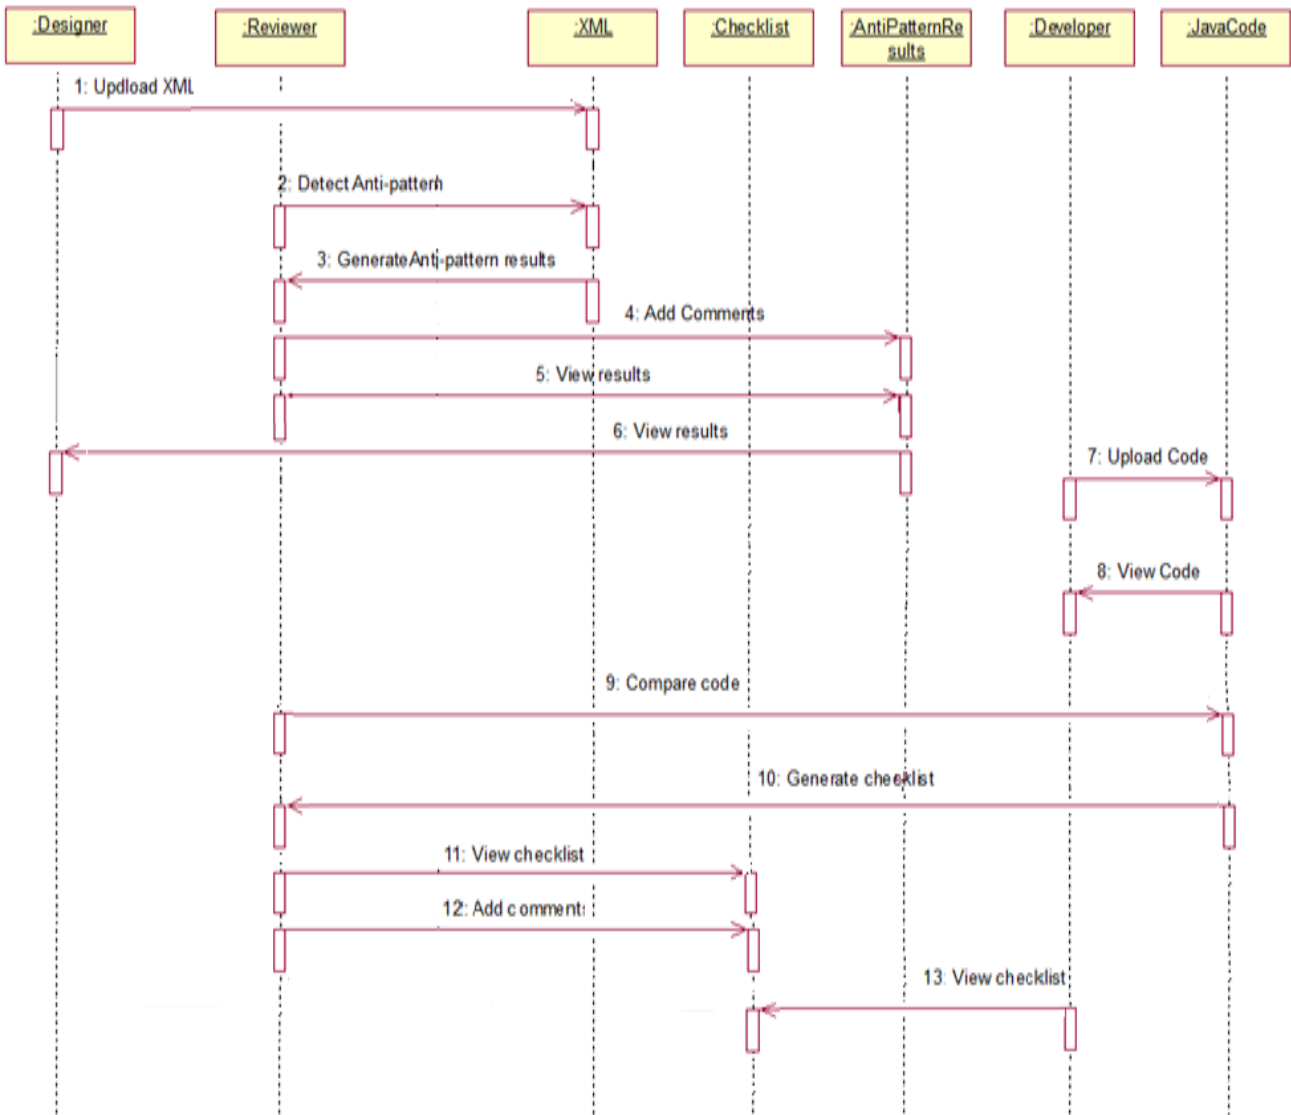 :Designer
:Reviewer
:XML
:Checklist
:AntiPatternRe
sults
:Developer
:JavaCode
1: Updload XML
2: Detect Anti-pattern
3: Generate Anti-pattern results
4: Add Comments
5: View results
6: View results
7: Upload Code
8: View Code
9: Compare code
10: Generate checklist
11: View checklist
12: Add comments
13: View checklist